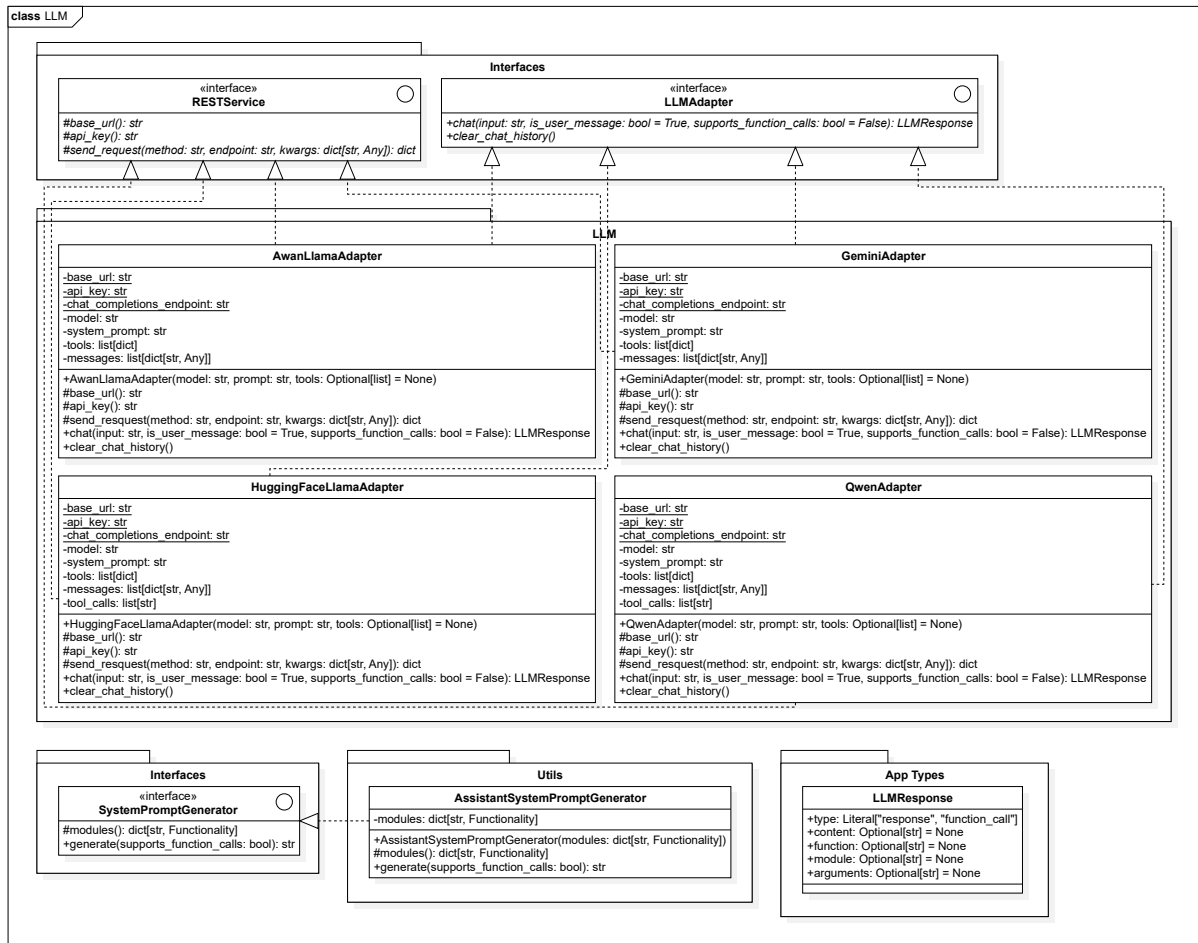 class LLM
Interfaces
«interface»
RESTService
#base_url(): str
#api_key(): str
#send_request(method: str, endpoint: str, kwargs: dict[str, Any]): dict
«interface»
LLMAdapter
+chat(input: str, is_user_message: bool = True, supports_function_calls: bool = False): LLMResponse
+clear_chat_history()
LLM
AwanLlamaAdapter
-base_url: str
-api_key: str
-chat_completions_endpoint: str
-model: str
-system_prompt: str
-tools: list[dict]
-messages: list[dict[str, Any]]
+AwanLlamaAdapter(model: str, prompt: str, tools: Optional[list] = None)
#base_url(): str
#api_key(): str
#send_resquest(method: str, endpoint: str, kwargs: dict[str, Any]): dict
+chat(input: str, is_user_message: bool = True, supports_function_calls: bool = False): LLMResponse
+clear_chat_history()
GeminiAdapter
-base_url: str
-api_key: str
-chat_completions_endpoint: str
-model: str
-system_prompt: str
-tools: list[dict]
-messages: list[dict[str, Any]]
+GeminiAdapter(model: str, prompt: str, tools: Optional[list] = None)
#base_url(): str
#api_key(): str
#send_resquest(method: str, endpoint: str, kwargs: dict[str, Any]): dict
+chat(input: str, is_user_message: bool = True, supports_function_calls: bool = False): LLMResponse
+clear_chat_history()
HuggingFaceLlamaAdapter
-base_url: str
-api_key: str
-chat_completions_endpoint: str
-model: str
-system_prompt: str
-tools: list[dict]
-messages: list[dict[str, Any]]
-tool_calls: list[str]
+HuggingFaceLlamaAdapter(model: str, prompt: str, tools: Optional[list] = None)
#base_url(): str
#api_key(): str
#send_resquest(method: str, endpoint: str, kwargs: dict[str, Any]): dict
+chat(input: str, is_user_message: bool = True, supports_function_calls: bool = False): LLMResponse
+clear_chat_history()
QwenAdapter
-base_url: str
-api_key: str
-chat_completions_endpoint: str
-model: str
-system_prompt: str
-tools: list[dict]
-messages: list[dict[str, Any]]
-tool_calls: list[str]
+QwenAdapter(model: str, prompt: str, tools: Optional[list] = None)
#base_url(): str
#api_key(): str
#send_resquest(method: str, endpoint: str, kwargs: dict[str, Any]): dict
+chat(input: str, is_user_message: bool = True, supports_function_calls: bool = False): LLMResponse
+clear_chat_history()
Interfaces
«interface»
SystemPromptGenerator
#modules(): dict[str, Functionality]
+generate(supports_function_calls: bool): str
Utils
AssistantSystemPromptGenerator
-modules: dict[str, Functionality]
+AssistantSystemPromptGenerator(modules: dict[str, Functionality])
#modules(): dict[str, Functionality]
+generate(supports_function_calls: bool): str
App Types
LLMResponse
+type: Literal["response", "function_call"]
+content: Optional[str] = None
+function: Optional[str] = None
+module: Optional[str] = None
+arguments: Optional[str] = None